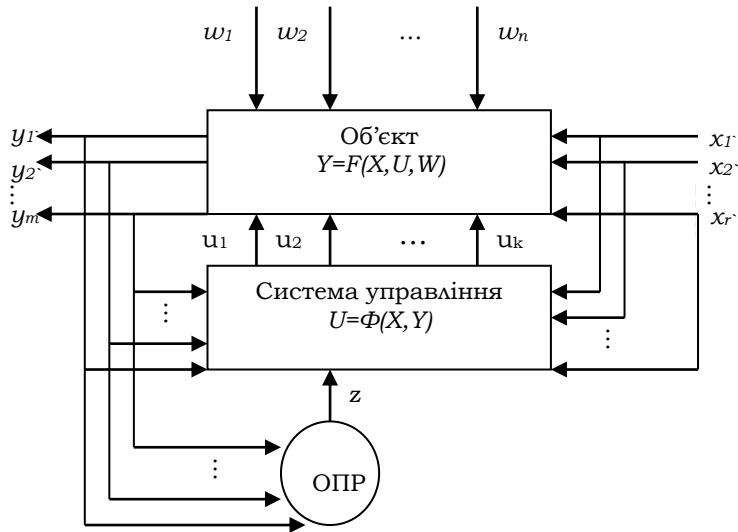 w1 w2 ... wn
Об’єкт
Y=F(X,U,W)
y1`
y2`
...
ym`
x1`
x2`
...
xr`
u1 u2 ... uk
Система управління
U=Ф(X,Y)
...
...
z
...
ОПР